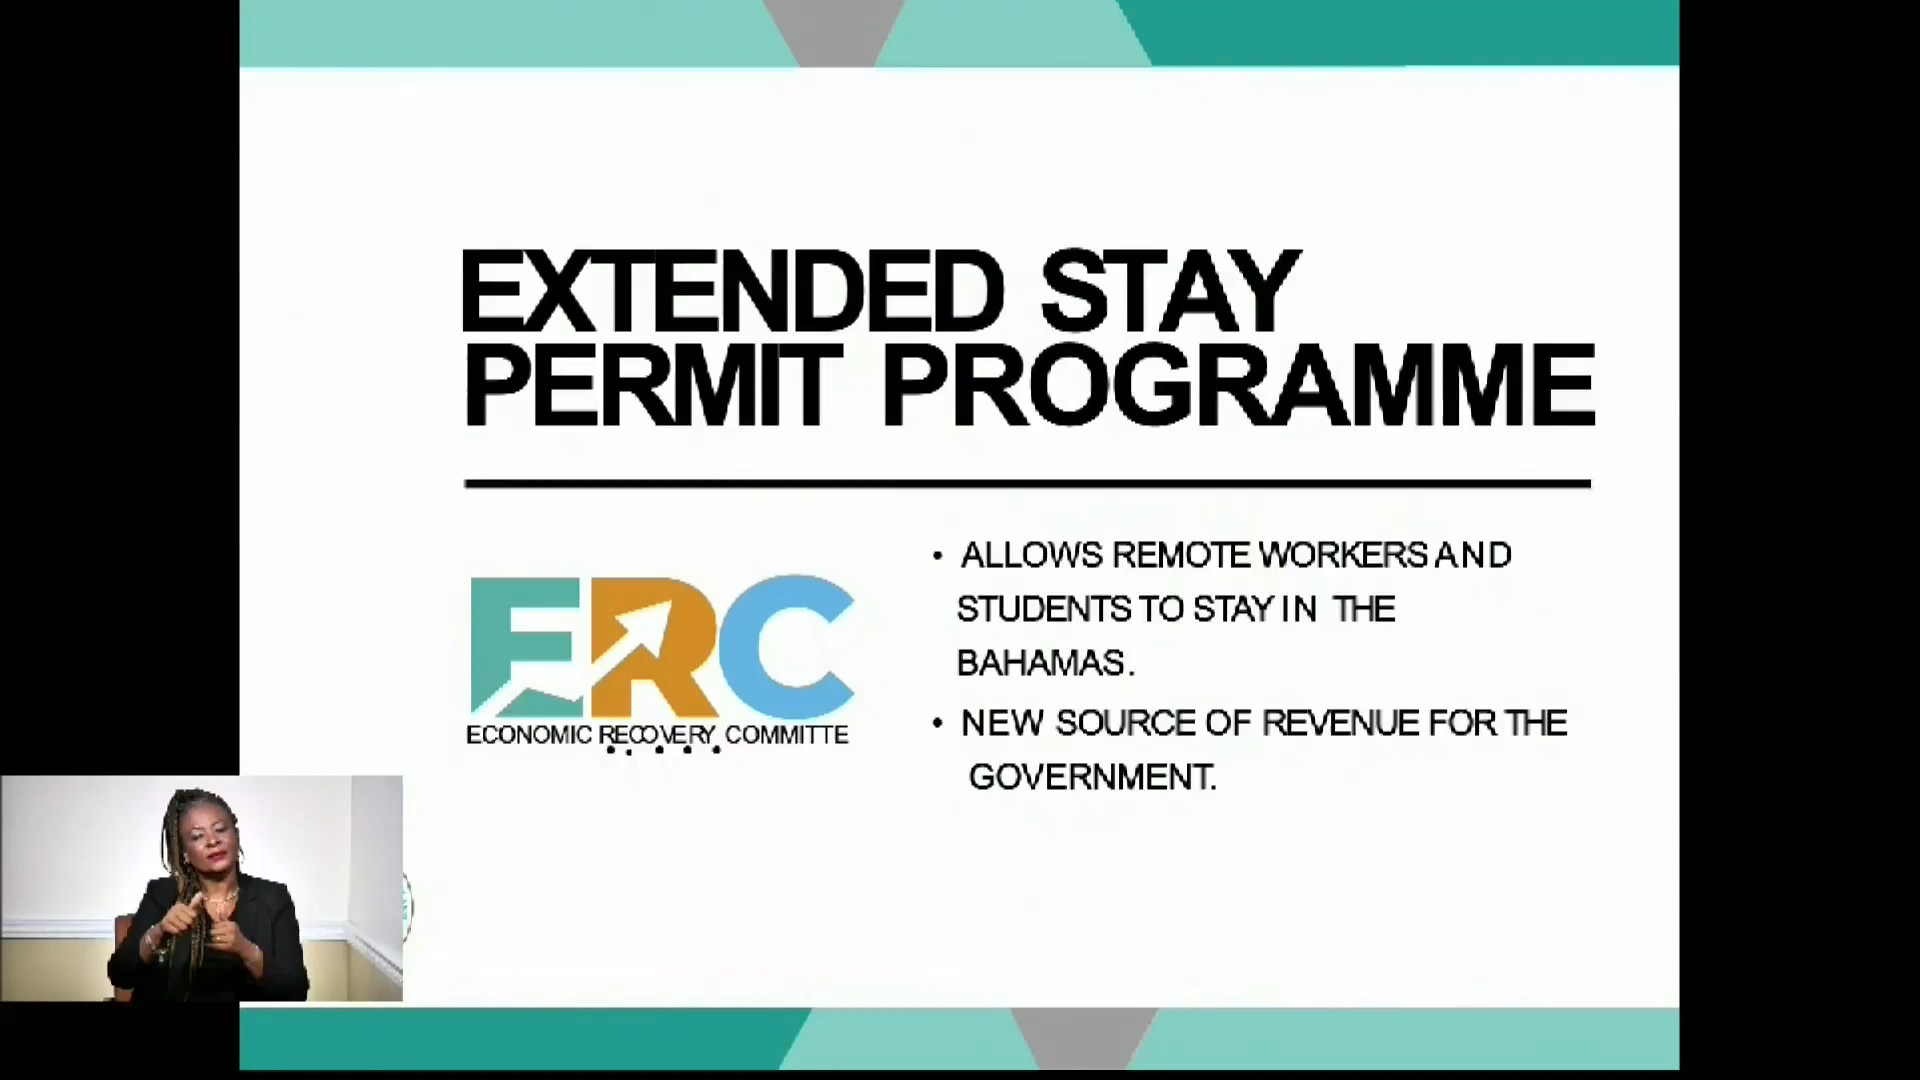 EXTENDED STAY
PERMIT PROGRAMME
ERC
ECONOMIC RECOVERY COMMITTE
• ALLOWS REMOTE WORKERS AND
STUDENTS TO STAY IN THE
BAHAMAS.
• NEW SOURCE OF REVENUE FOR THE
GOVERNMENT.